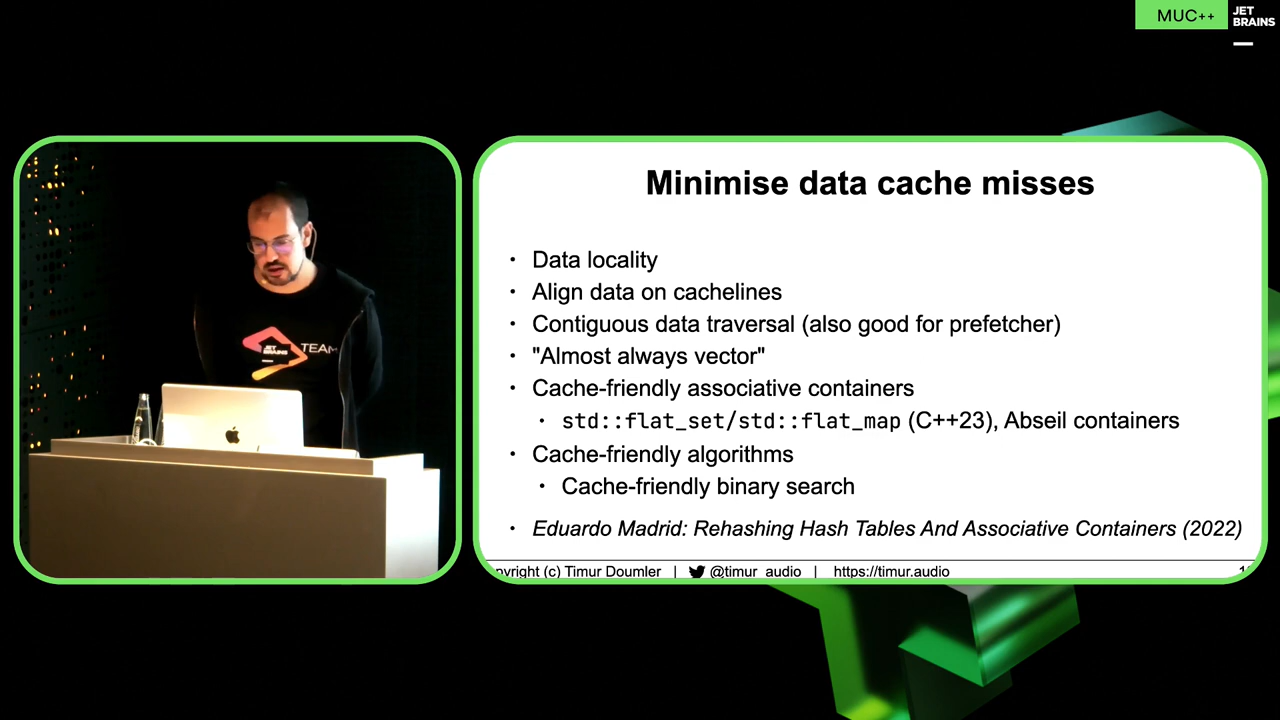 MUC++
JET
BRAINS
JET
BRAINS
TEAM
Minimise data cache misses
• Data locality
• Align data on cachelines
• Contiguous data traversal (also good for prefetcher)
• "Almost always vector"
• Cache-friendly associative containers
• std::flat_set/std::flat_map (C++23), Abseil containers
• Cache-friendly algorithms
• Cache-friendly binary search
• Eduardo Madrid: Rehashing Hash Tables And Associative Containers (2022)
pyright (c) Timur Doumler | @timur_audio | https://timur.audio